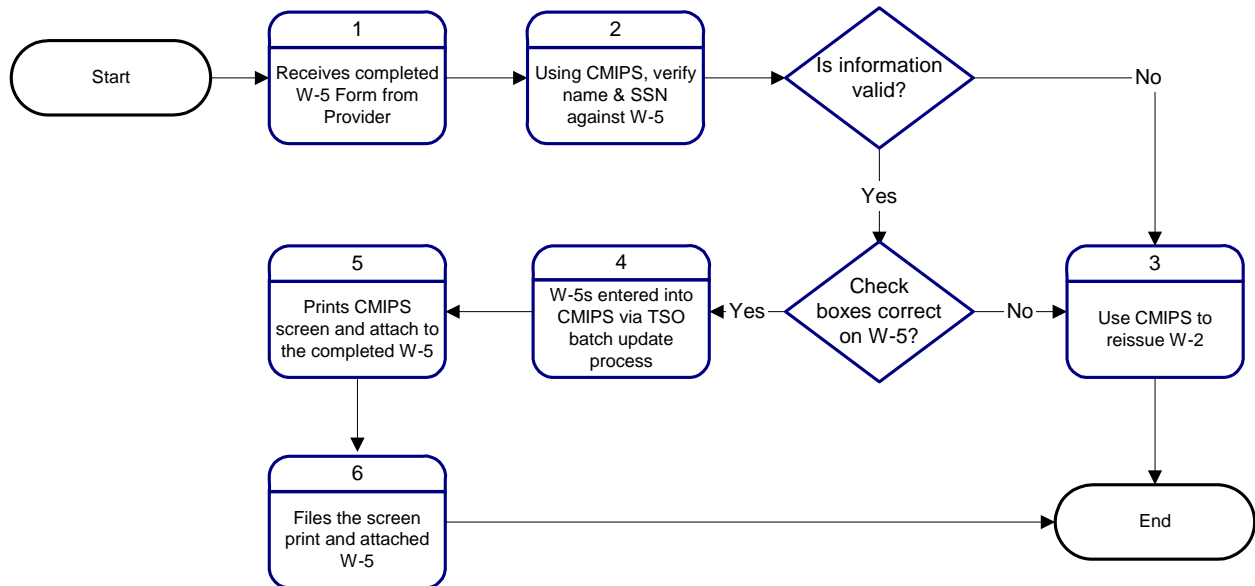 Start
1
Receives completed
W-5 Form from
Provider
2
Using CMIPS, verify
name & SSN
against W-5
Is information
valid?
No
Yes
Check
boxes correct
on W-5?
No
Yes
3
Use CMIPS to
reissue W-2
4
W-5s entered into
CMIPS via TSO
batch update
process
5
Prints CMIPS
screen and attach to
the completed W-5
6
Files the screen
print and attached
W-5
End